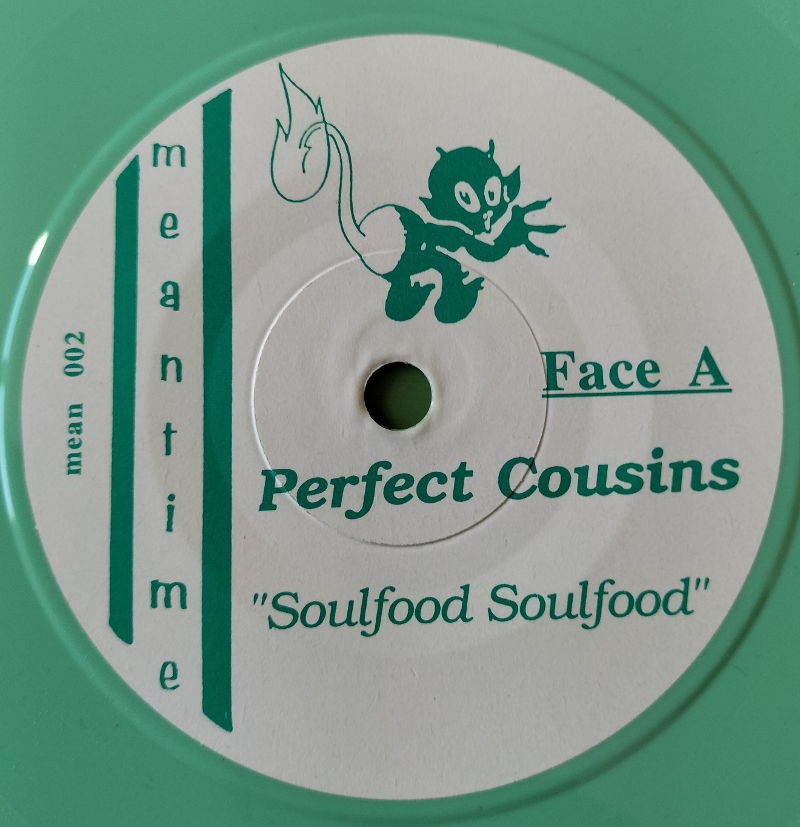 mean 002
meantime
Face A
Perfect Cousins
"Soulfood Soulfood"